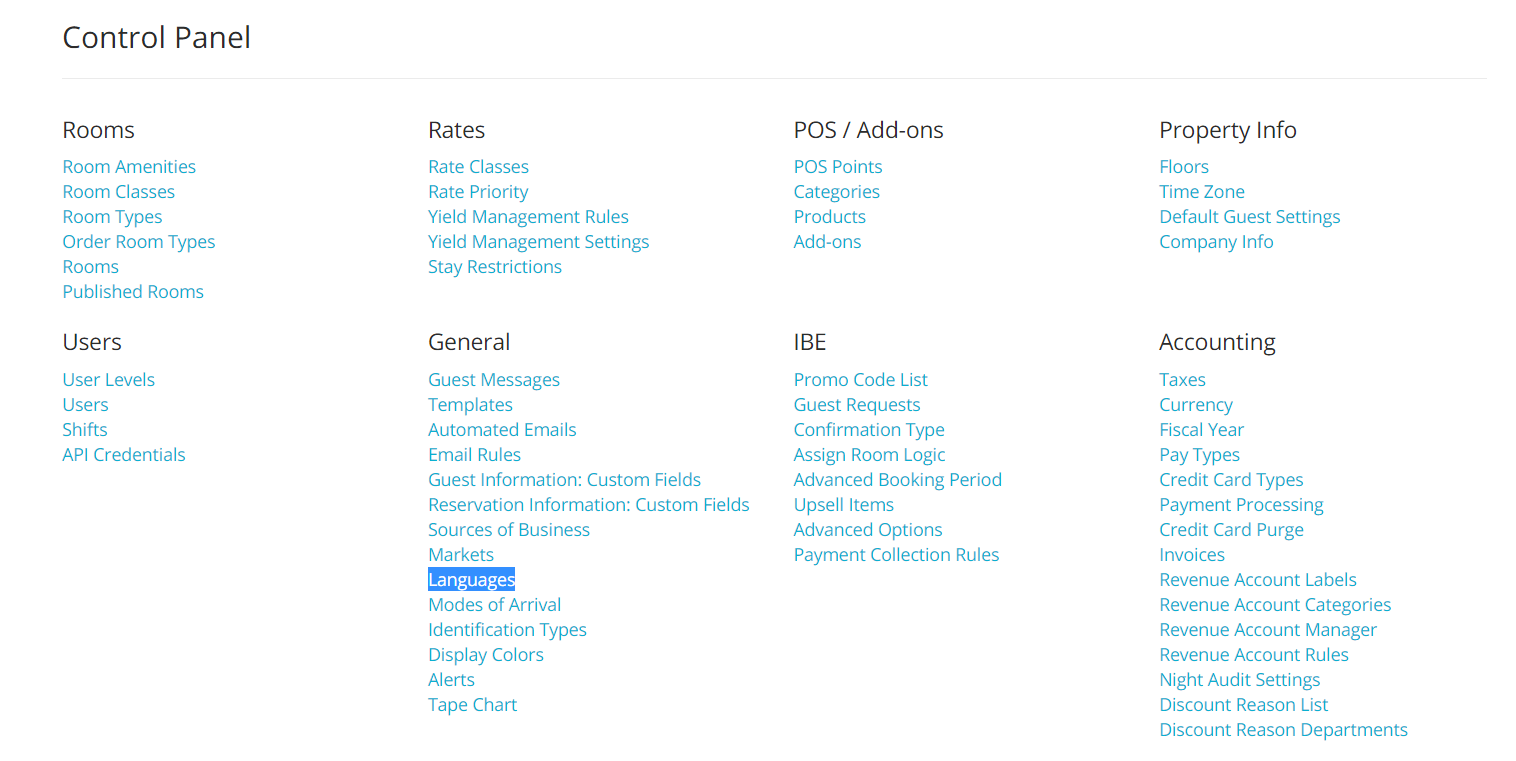 Control Panel
Rooms
Room Amenities
Room Classes
Room Types
Order Room Types
Rooms
Published Rooms
Rates
Rate Classes
Rate Priority
Yield Management Rules
Yield Management Settings
Stay Restrictions
POS / Add-ons
POS Points
Categories
Products
Add-ons
Property Info
Floors
Time Zone
Default Guest Settings
Company Info
Users
User Levels
Users
Shifts
API Credentials
General
Guest Messages
Templates
Automated Emails
Email Rules
Guest Information: Custom Fields
Reservation Information: Custom Fields
Sources of Business
Markets
Languages
Modes of Arrival
Identification Types
Display Colors
Alerts
Tape Chart
IBE
Promo Code List
Guest Requests
Confirmation Type
Assign Room Logic
Advanced Booking Period
Upsell Items
Advanced Options
Payment Collection Rules
Accounting
Taxes
Currency
Fiscal Year
Pay Types
Credit Card Types
Payment Processing
Credit Card Purge
Invoices
Revenue Account Labels
Revenue Account Categories
Revenue Account Manager
Revenue Account Rules
Night Audit Settings
Discount Reason List
Discount Reason Departments